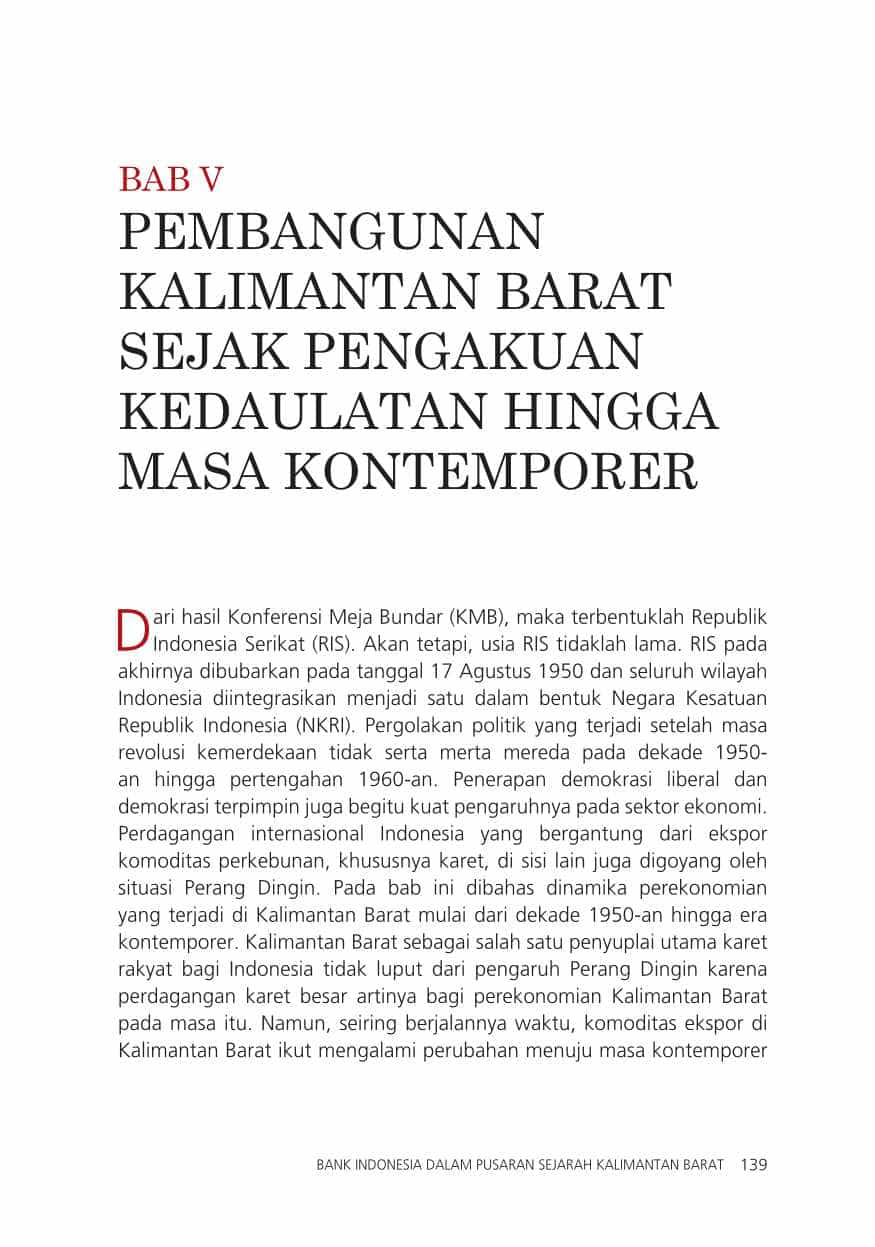 BAB V
PEMBANGUNAN
KALIMANTAN BARAT
SEJAK PENGAKUAN
KEDAULATAN HINGGA
MASA KONTEMPORER
Dari hasil Konferensi Meja Bundar (KMB), maka terbentuklah Republik
Indonesia Serikat (RIS). Akan tetapi, usia RIS tidaklah lama. RIS pada
akhirnya dibubarkan pada tanggal 17 Agustus 1950 dan seluruh wilayah
Indonesia diintegrasikan menjadi satu dalam bentuk Negara Kesatuan
Republik Indonesia (NKRI). Pergolakan politik yang terjadi setelah masa
revolusi kemerdekaan tidak serta merta mereda pada dekade 1950-
an hingga pertengahan 1960-an. Penerapan demokrasi liberal dan
demokrasi terpimpin juga begitu kuat pengaruhnya pada sektor ekonomi.
Perdagangan internasional Indonesia yang bergantung dari ekspor
komoditas perkebunan, khususnya karet, di sisi lain juga digoyang oleh
situasi Perang Dingin. Pada bab ini dibahas dinamika perekonomian
yang terjadi di Kalimantan Barat mulai dari dekade 1950-an hingga era
kontemporer. Kalimantan Barat sebagai salah satu penyuplai utama karet
rakyat bagi Indonesia tidak luput dari pengaruh Perang Dingin karena
perdagangan karet besar artinya bagi perekonomian Kalimantan Barat
pada masa itu. Namun, seiring berjalannya waktu, komoditas ekspor di
Kalimantan Barat ikut mengalami perubahan menuju masa kontemporer
BANK INDONESIA DALAM PUSARAN SEJARAH KALIMANTAN BARAT 139